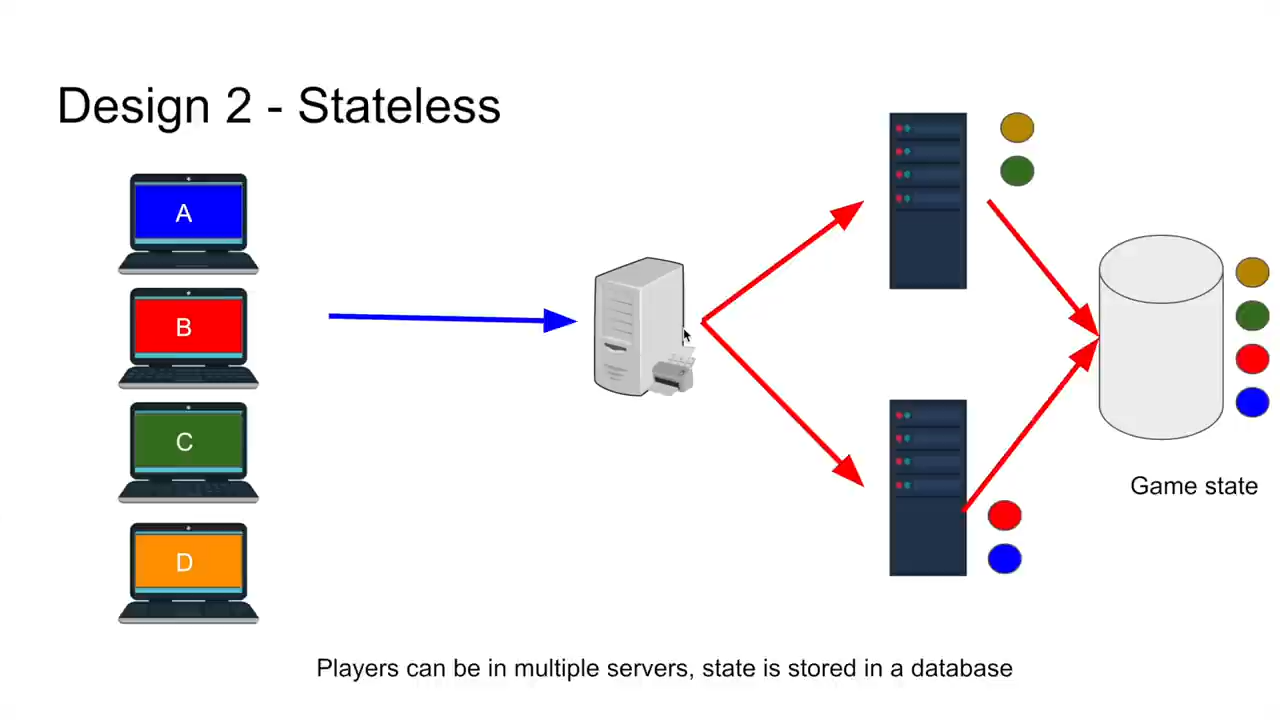 Design 2 - Stateless
A
B
C
D
Game state
Players can be in multiple servers, state is stored in a database